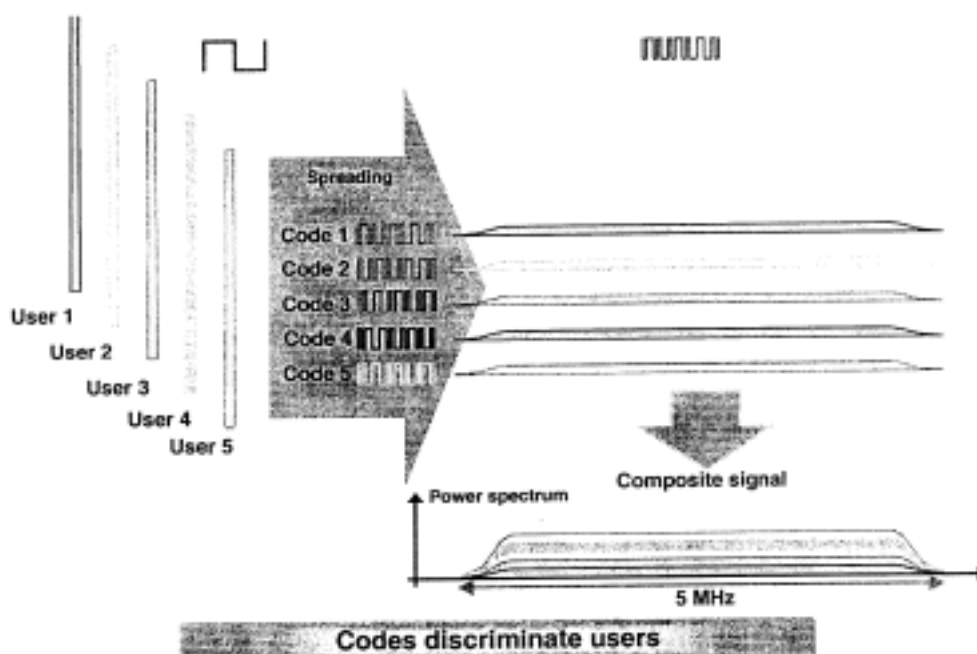 Spreading
Code 1
Code 2
Code 3
Code 4
Code 5
User 1
User 2
User 3
User 4
User 5
Composite signal
Power spectrum
5 MHz
Codes discriminate users